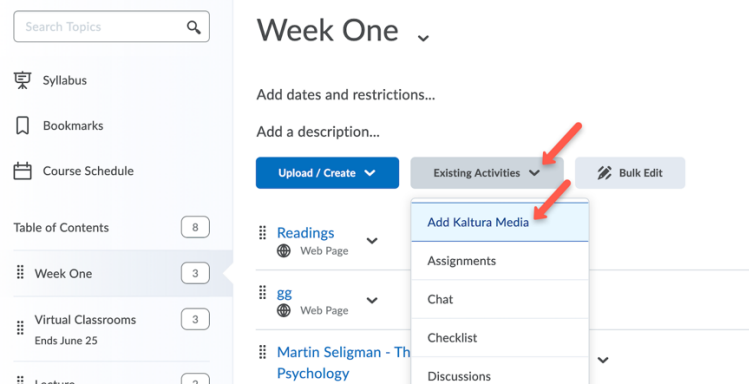 Search Topics
Syllabus
Bookmarks
Course Schedule
Table of Contents 8
Week One 3
Virtual Classrooms 3
Ends June 25
Lecture
Week One
Add dates and restrictions...
Add a description...
Upload / Create
Existing Activities
Bulk Edit
Add Kaltura Media
Assignments
Chat
Checklist
Discussions
Readings
Web Page
gg
Web Page
Martin Seligman - Th
Psychology